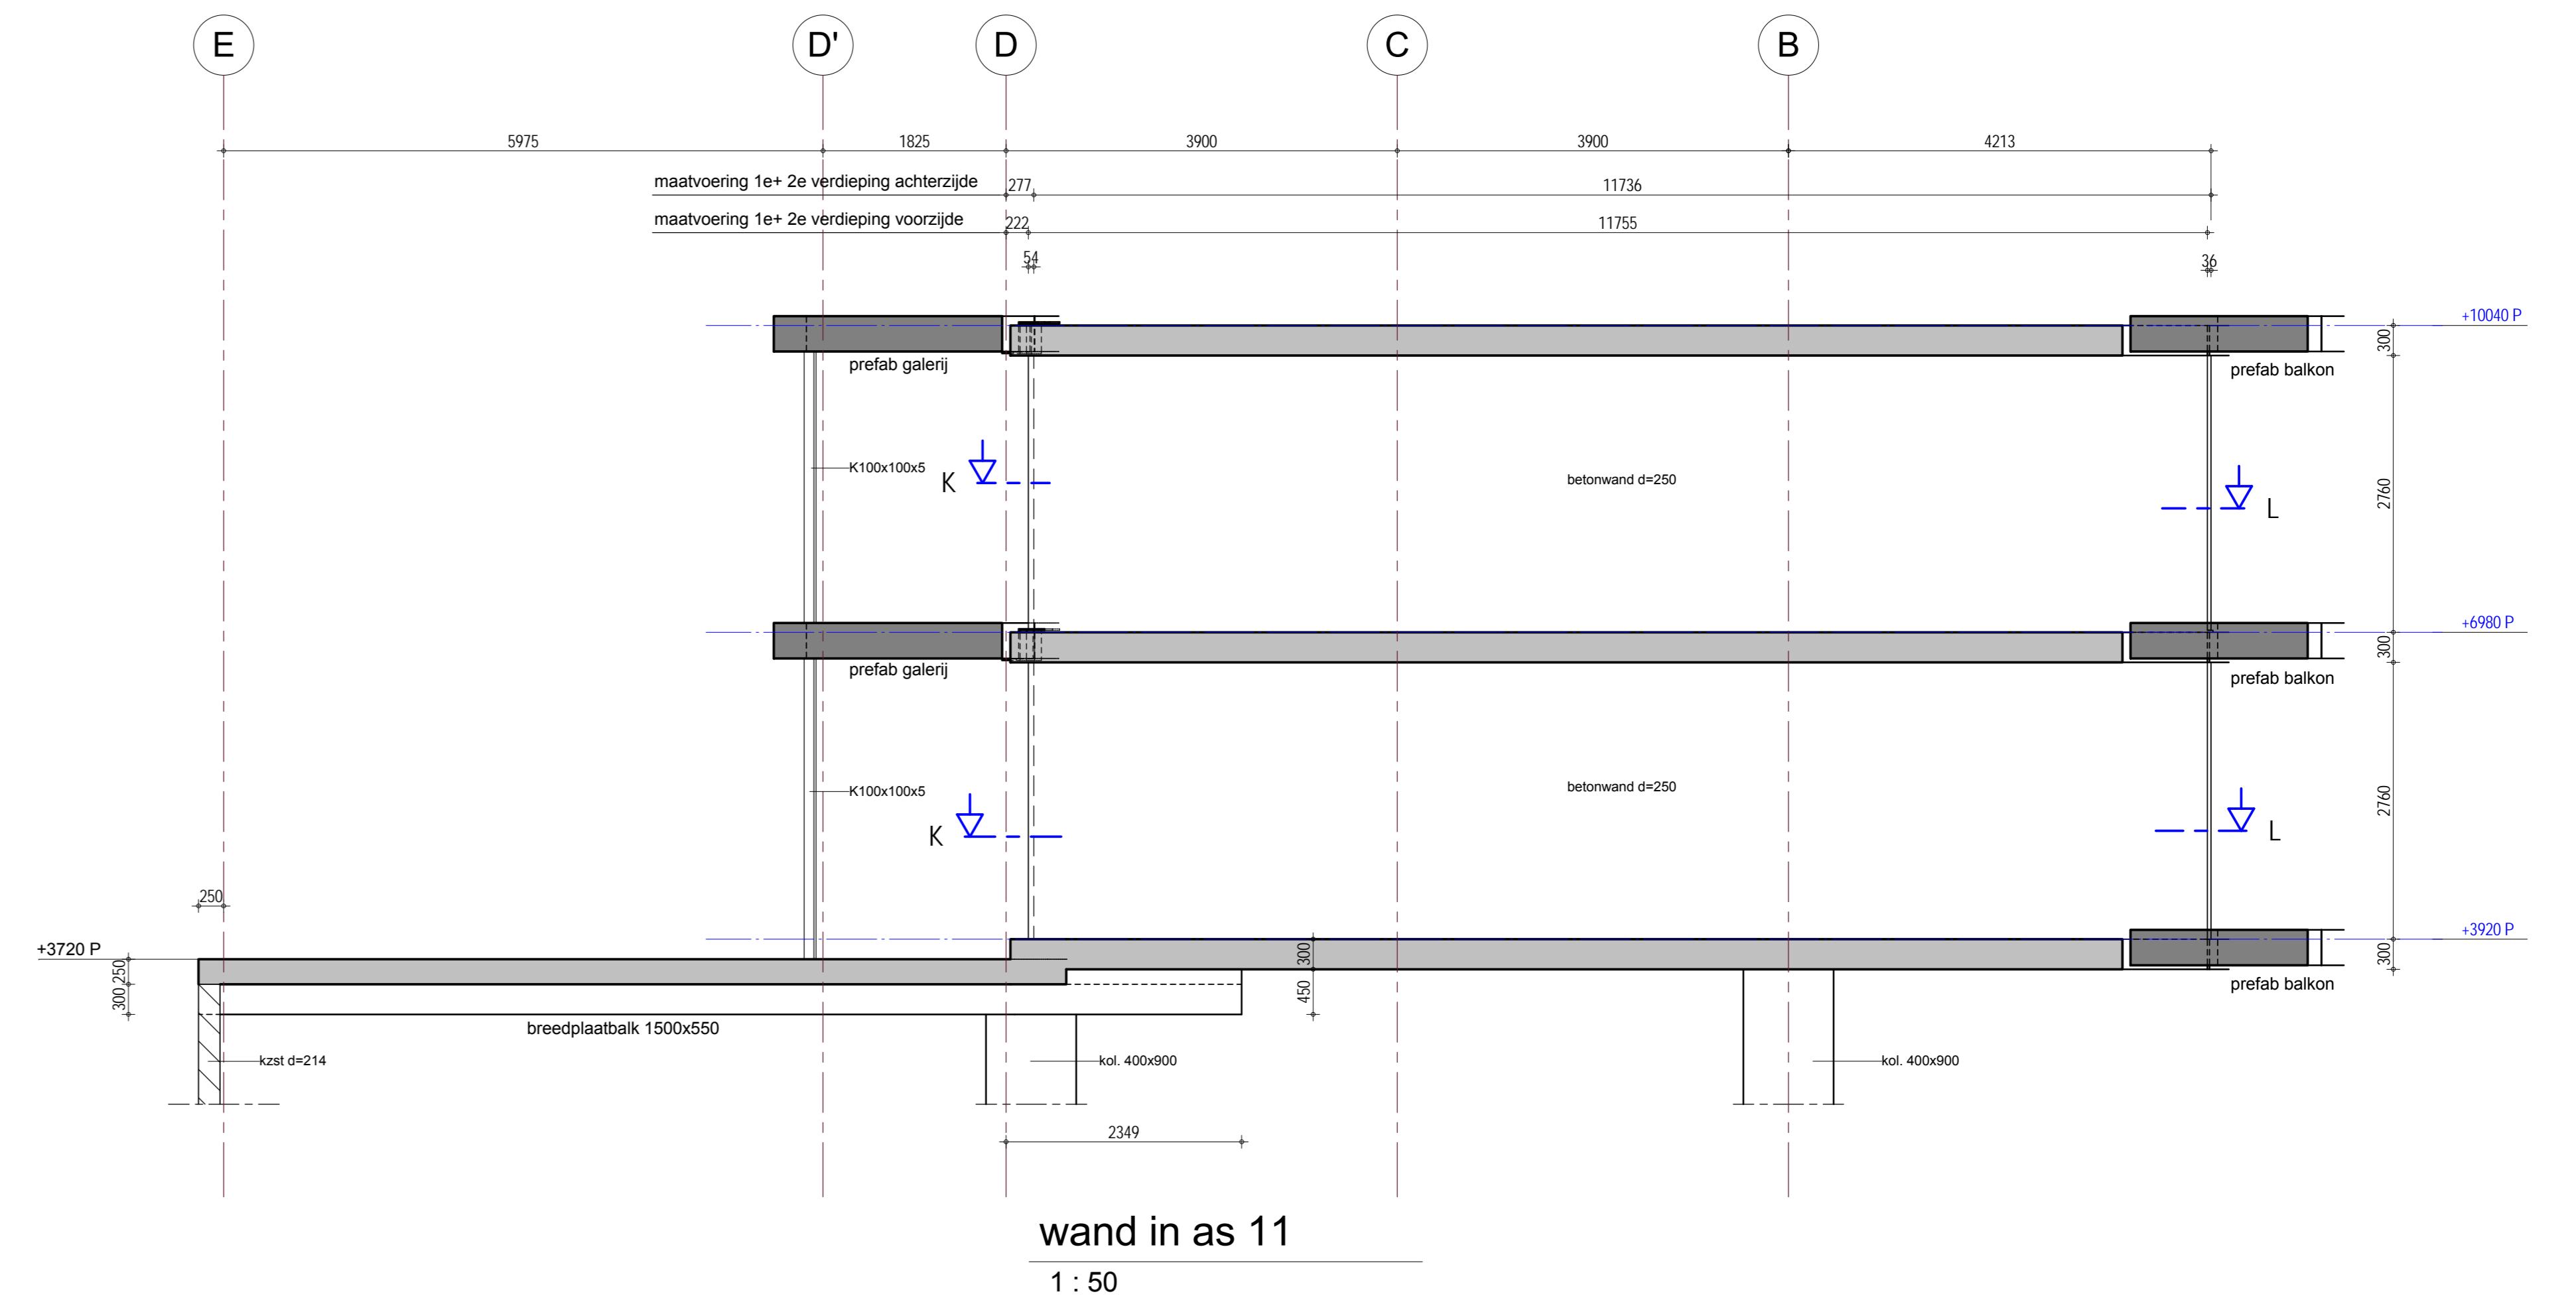 E D' D C B
5975 1825 3900 3900 4213
maatvoering 1e+ 2e verdieping achterzijde 277 11736
maatvoering 1e+ 2e verdieping voorzijde 222 11755
54 36
+10040 P
300
prefab galerij prefab balkon
K100x100x5
K betonwand d=250 2760
L
+6980 P
300
prefab galerij prefab balkon
K100x100x5 betonwand d=250 2760
K L
250
+3720 P +3920 P
250 300 300
300 450 prefab balkon
breedplaatbalk 1500x550
kzst d=214 kol. 400x900 kol. 400x900
2349
wand in as 11
1 : 50